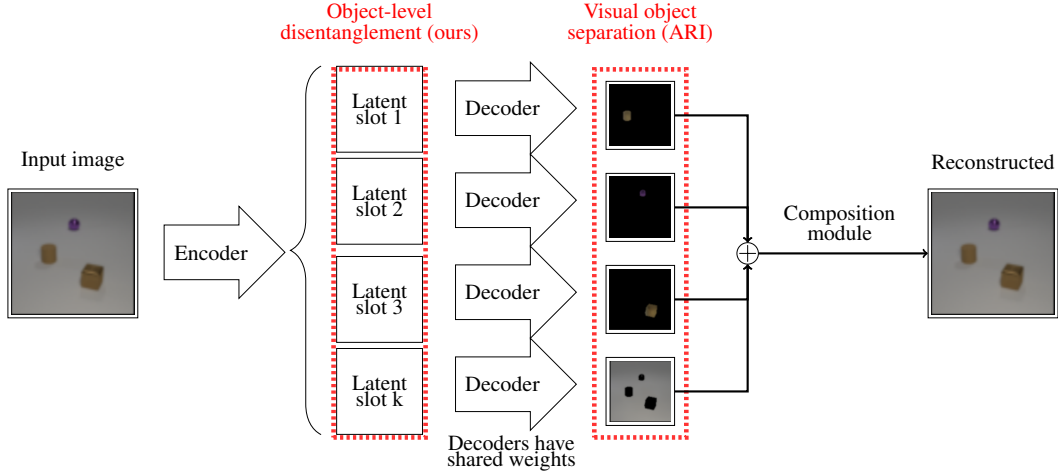 Object-level
disentanglement (ours)
Visual object
separation (ARI)
Input image
Encoder
Latent
slot 1
Latent
slot 2
Latent
slot 3
Latent
slot k
Decoder
Decoder
Decoder
Decoder
Decoders have
shared weights
Composition
module
Reconstructed